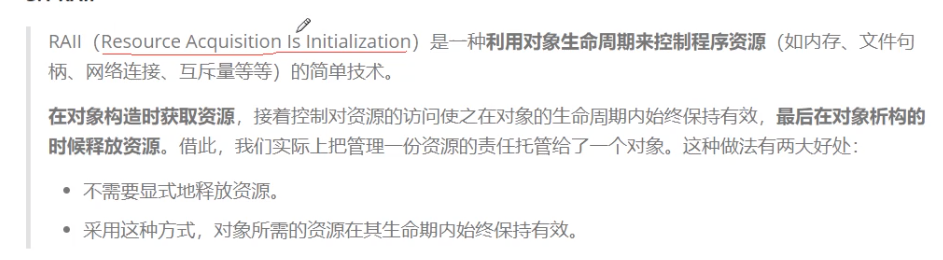 RAII（Resource Acquisition Is Initialization）是一种利用对象生命周期来控制程序资源（如内存、文件句
柄、网络连接、互斥量等等）的简单技术。
在对象构造时获取资源，接着控制对资源的访问使之在对象的生命周期内始终保持有效，最后在对象析构的
时候释放资源。借此，我们实际上把管理一份资源的责任托管给了一个对象。这种做法有两大好处：
不需要显式地释放资源。
采用这种方式，对象所需的资源在其生命期内始终保持有效。